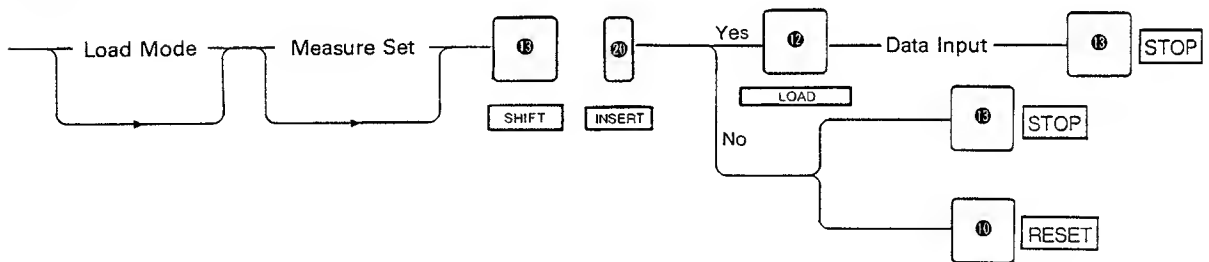 Load Mode Measure Set ⓭ ⓴ Yes ⓬ Data Input ⓭ STOP
SHIFT INSERT LOAD
No ⓭ STOP
❿ RESET